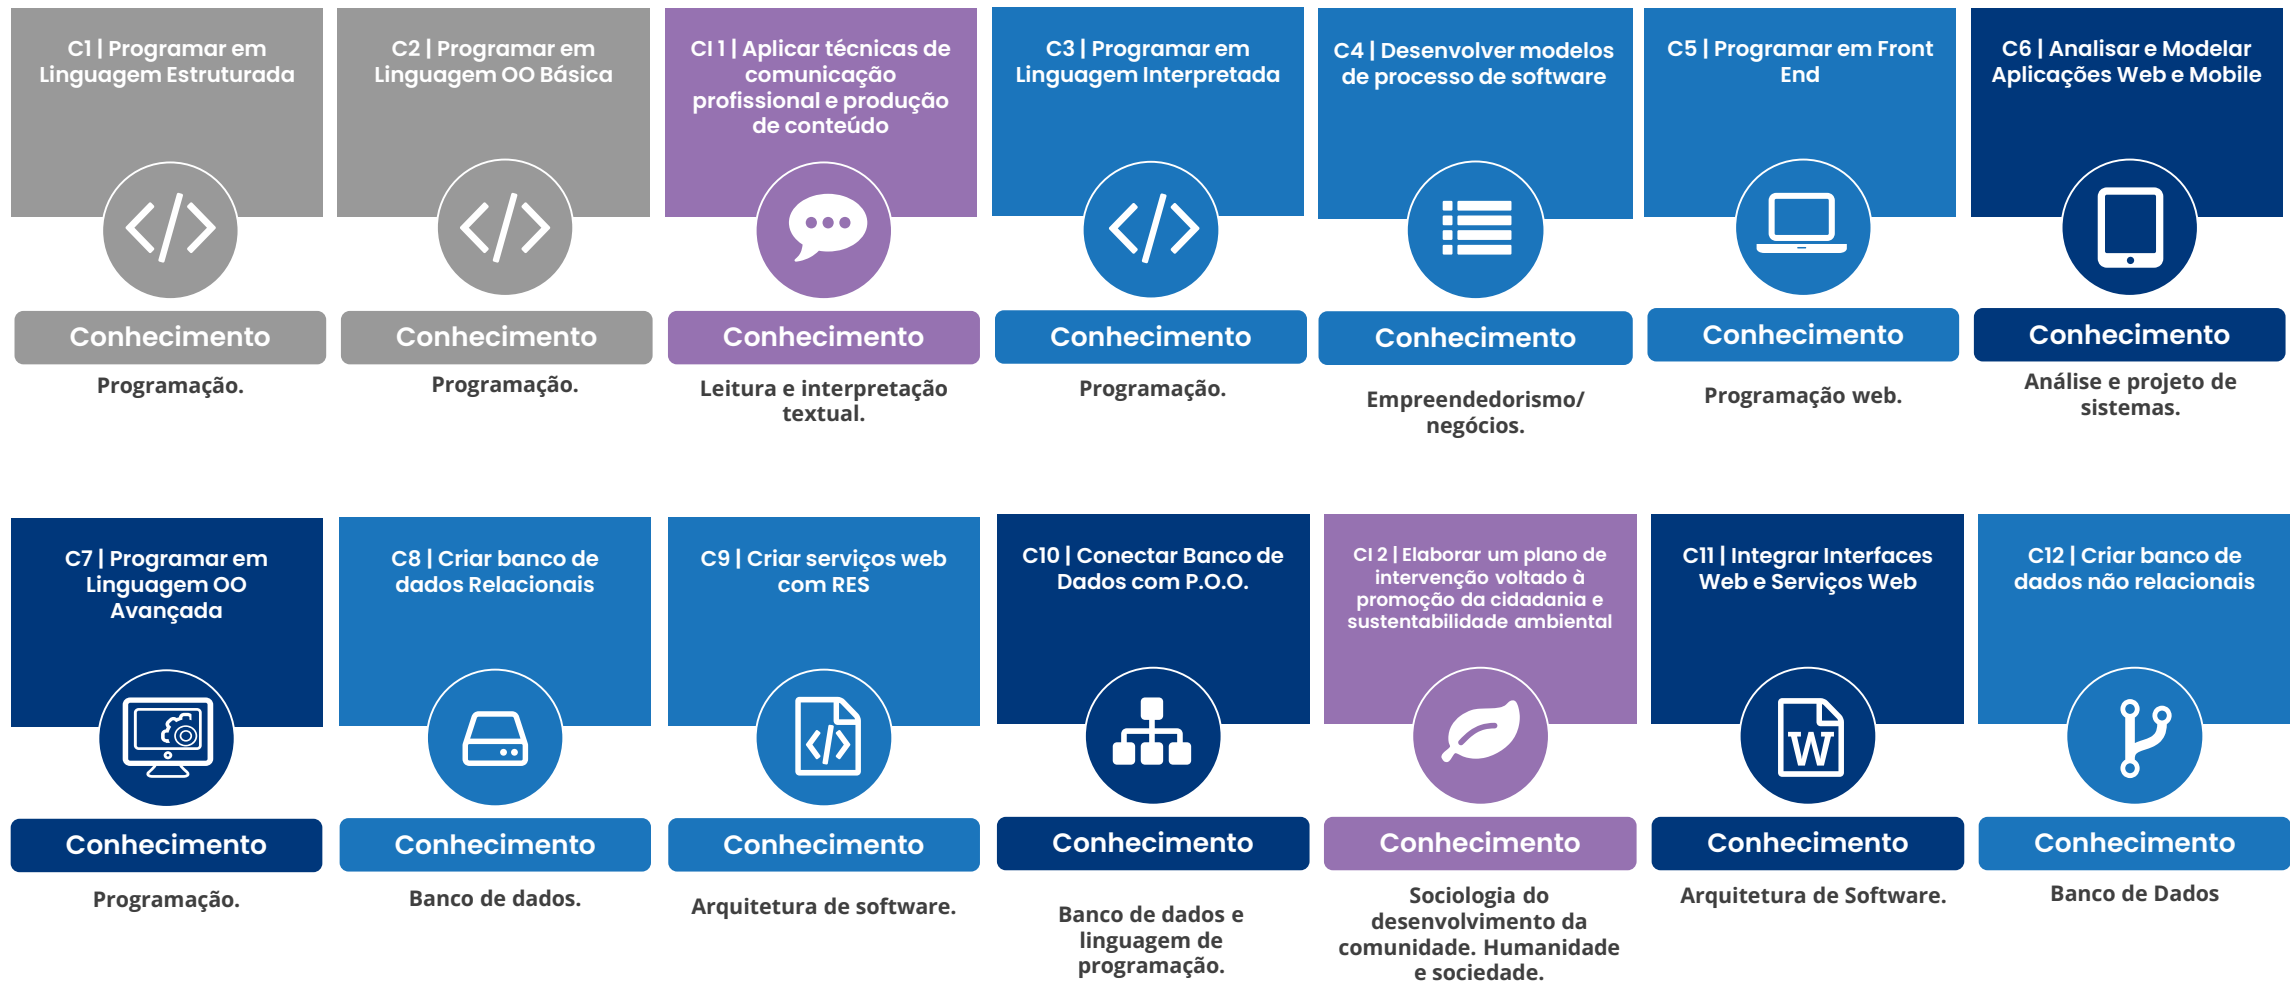 C1 | Programar em
Linguagem Estruturada
Conhecimento
Programação.
C2 | Programar em
Linguagem OO Básica
Conhecimento
Programação.
CI 1 | Aplicar técnicas de
comunicação
profissional e produção
de conteúdo
Conhecimento
Leitura e interpretação
textual.
C3 | Programar em
Linguagem Interpretada
Conhecimento
Programação.
C4 | Desenvolver modelos
de processo de software
Conhecimento
Empreendedorismo/
negócios.
C5 | Programar em Front
End
Conhecimento
Programação web.
C6 | Analisar e Modelar
Aplicações Web e Mobile
Conhecimento
Análise e projeto de
sistemas.
C7 | Programar em
Linguagem OO
Avançada
Conhecimento
Programação.
C8 | Criar banco de
dados Relacionais
Conhecimento
Banco de dados.
C9 | Criar serviços web
com RES
Conhecimento
Arquitetura de software.
C10 | Conectar Banco de
Dados com P.O.O.
Conhecimento
Banco de dados e
linguagem de
programação.
CI 2 | Elaborar um plano de
intervenção voltado à
promoção da cidadania e
sustentabilidade ambiental
Conhecimento
Sociologia do
desenvolvimento da
comunidade. Humanidade
e sociedade.
C11 | Integrar Interfaces
Web e Serviços Web
W
Conhecimento
Arquitetura de Software.
C12 | Criar banco de
dados não relacionais
Conhecimento
Banco de Dados